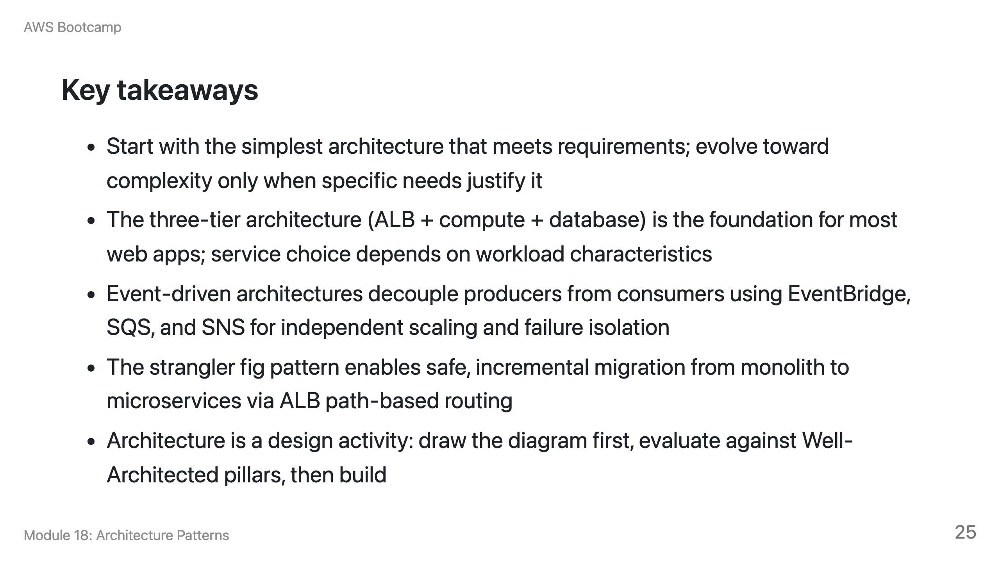 AWS Bootcamp
Key takeaways
• Start with the simplest architecture that meets requirements; evolve toward
complexity only when specific needs justify it
• The three-tier architecture (ALB + compute + database) is the foundation for most
web apps; service choice depends on workload characteristics
• Event-driven architectures decouple producers from consumers using EventBridge,
SQS, and SNS for independent scaling and failure isolation
• The strangler fig pattern enables safe, incremental migration from monolith to
microservices via ALB path-based routing
• Architecture is a design activity: draw the diagram first, evaluate against Well-
Architected pillars, then build
Module 18: Architecture Patterns
25